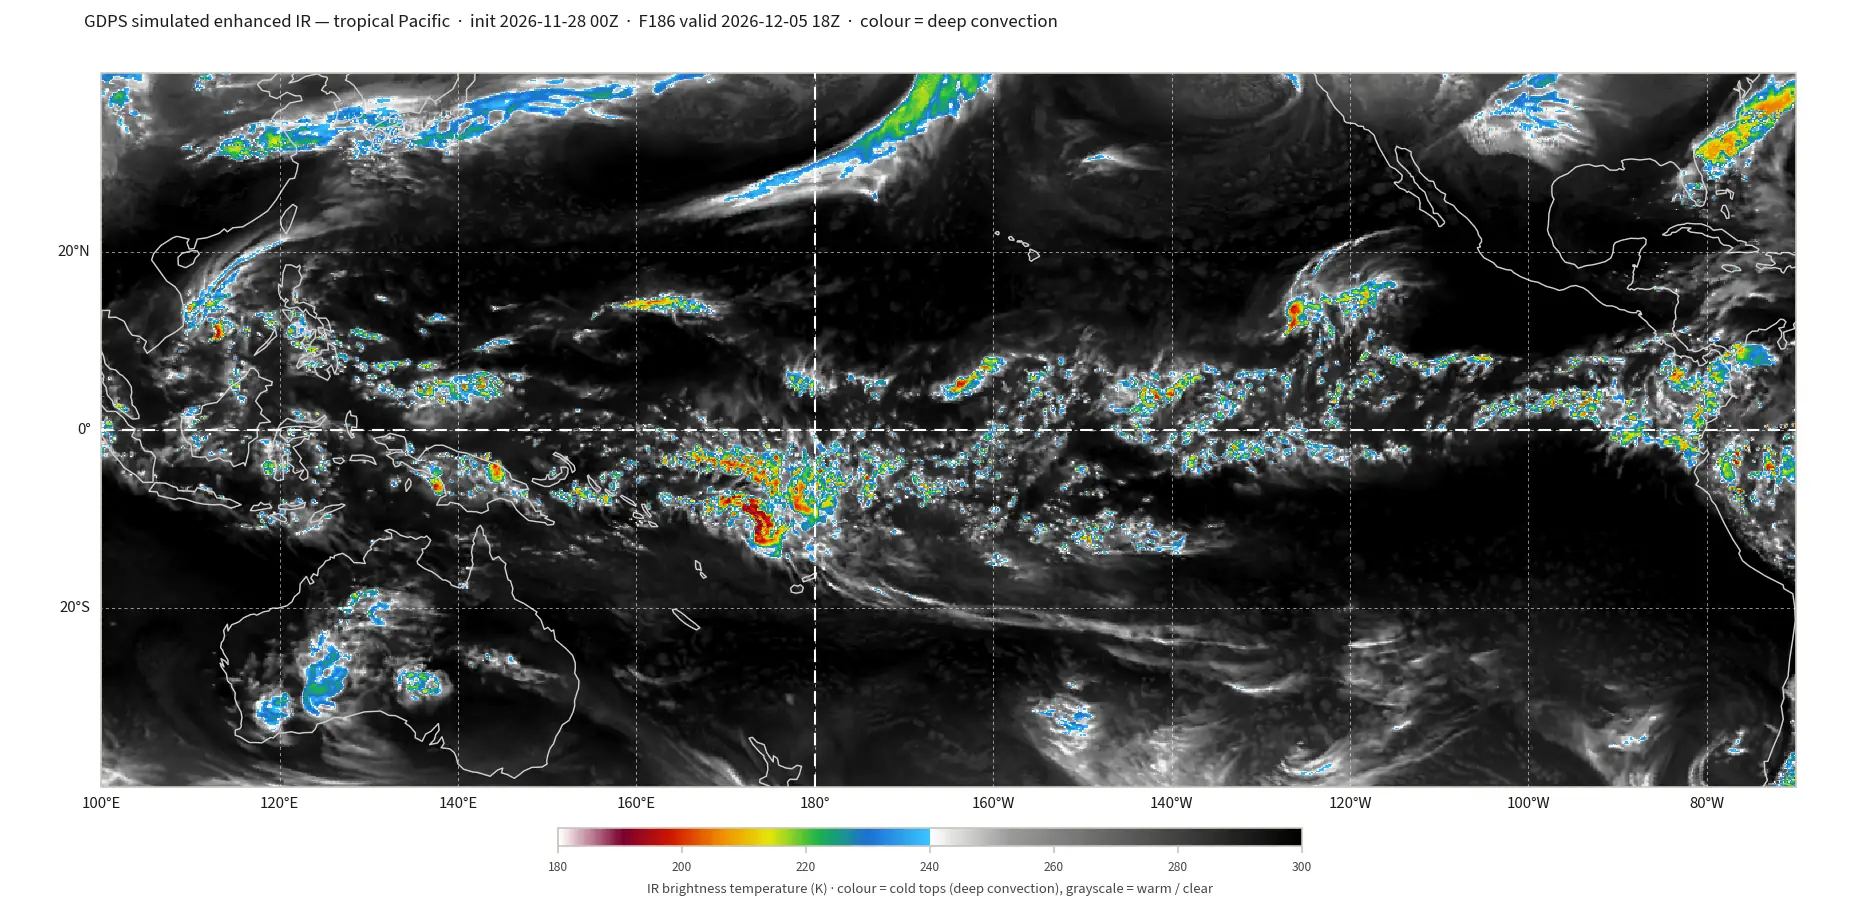 GDPS simulated enhanced IR — tropical Pacific · init 2026-11-28 00Z · F186 valid 2026-12-05 18Z · colour = deep convection
20°N
0°
20°S
100°E 120°E 140°E 160°E 180° 160°W 140°W 120°W 100°W 80°W
180 200 220 240 260 280 300
IR brightness temperature (K) · colour = cold tops (deep convection), grayscale = warm / clear